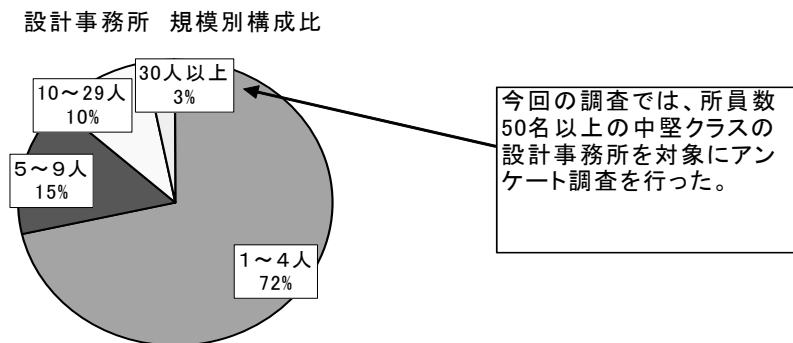 設計事務所 規模別構成比
30人以上
3%
10～29人
10%
5～9人
15%
1～4人
72%
今回の調査では、所員数
50名以上の中堅クラスの
設計事務所を対象にアン
ケート調査を行った。